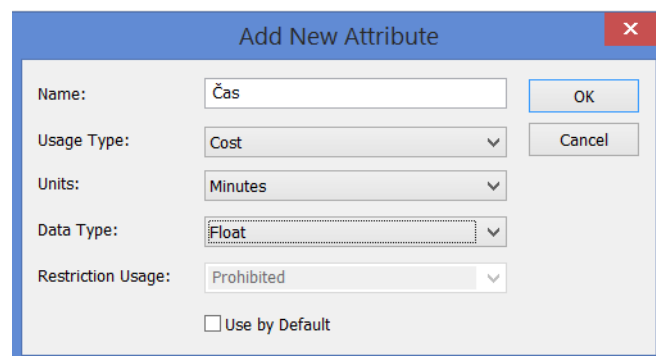 Add New Attribute
Name: Čas OK
Usage Type: Cost Cancel
Units: Minutes
Data Type: Float
Restriction Usage: Prohibited
Use by Default